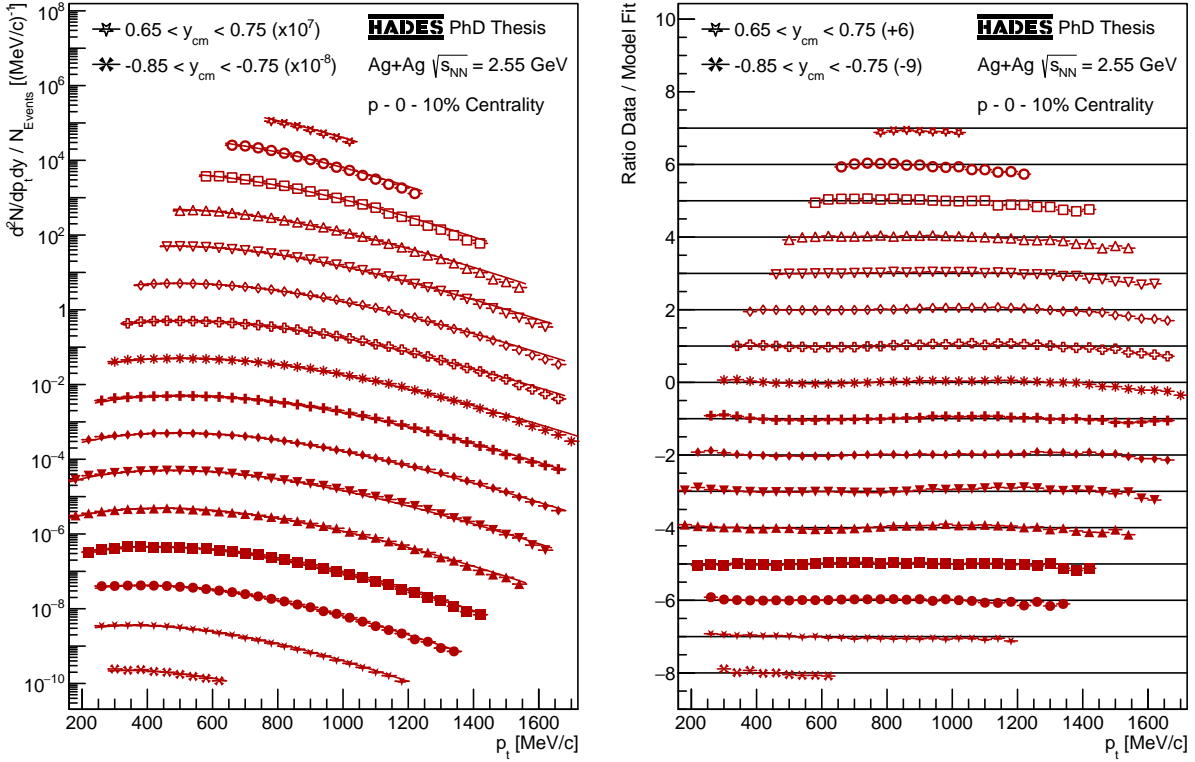 0.65 < y_cm < 0.75 (x10^7)
-0.85 < y_cm < -0.75 (x10^-8)
HADES PhD Thesis
Ag+Ag √s_NN = 2.55 GeV
p - 0 - 10% Centrality
d^2N/dp_tdy / N_Events [(MeV/c)^-1]
10^8
10^6
10^4
10^2
1
10^-2
10^-4
10^-6
10^-8
10^-10
200 400 600 800 1000 1200 1400 1600
p_t [MeV/c]
0.65 < y_cm < 0.75 (+6)
-0.85 < y_cm < -0.75 (-9)
HADES PhD Thesis
Ag+Ag √s_NN = 2.55 GeV
p - 0 - 10% Centrality
Ratio Data / Model Fit
10
8
6
4
2
0
−2
−4
−6
−8
200 400 600 800 1000 1200 1400 1600
p_t [MeV/c]